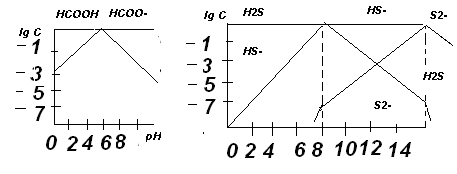 HCOOH HCOO-
lg C
-1
-3
-5
-7
0 2 4 6 8 pH
lg C H2S HS- S2-
-1
HS-
-3
-5
H2S
-7
S2-
0 2 4 6 8 10 12 14